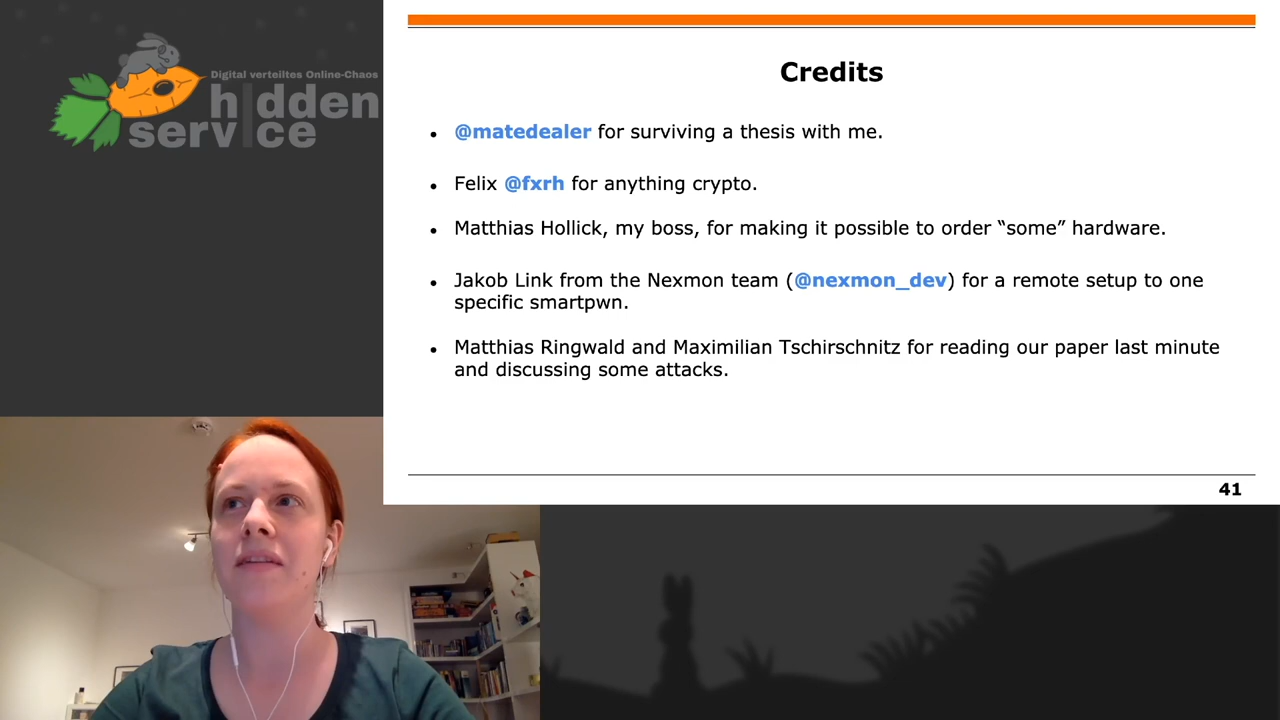 Digital verteiltes Online-Chaos
hidden
service
Credits
• @matedealer for surviving a thesis with me.
• Felix @fxrh for anything crypto.
• Matthias Hollick, my boss, for making it possible to order “some” hardware.
• Jakob Link from the Nexmon team (@nexmon_dev) for a remote setup to one
specific smartpwn.
• Matthias Ringwald and Maximilian Tschirschnitz for reading our paper last minute
and discussing some attacks.
41